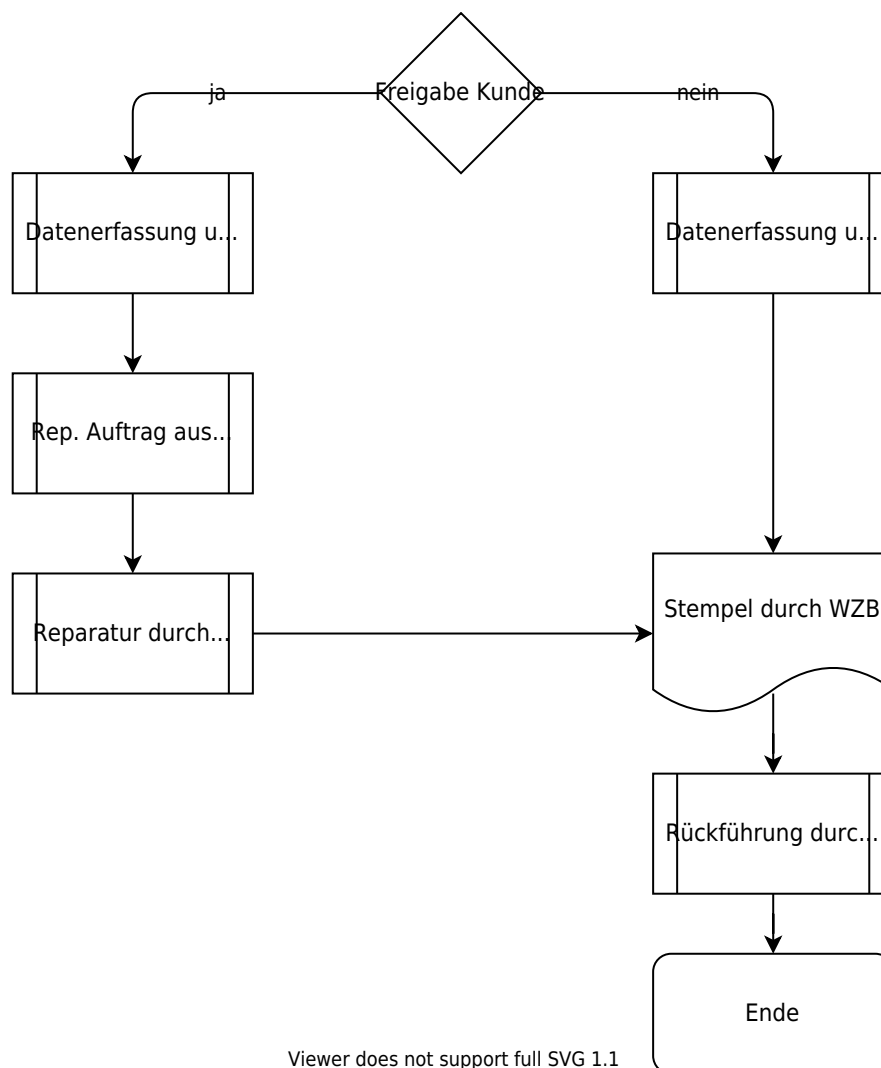 Freigabe Kunde
ja
nein
Datenerfassung u...
Datenerfassung u...
Rep. Auftrag aus...
Reparatur durch...
Stempel durch WZB
Rückführung durc...
Ende
Viewer does not support full SVG 1.1